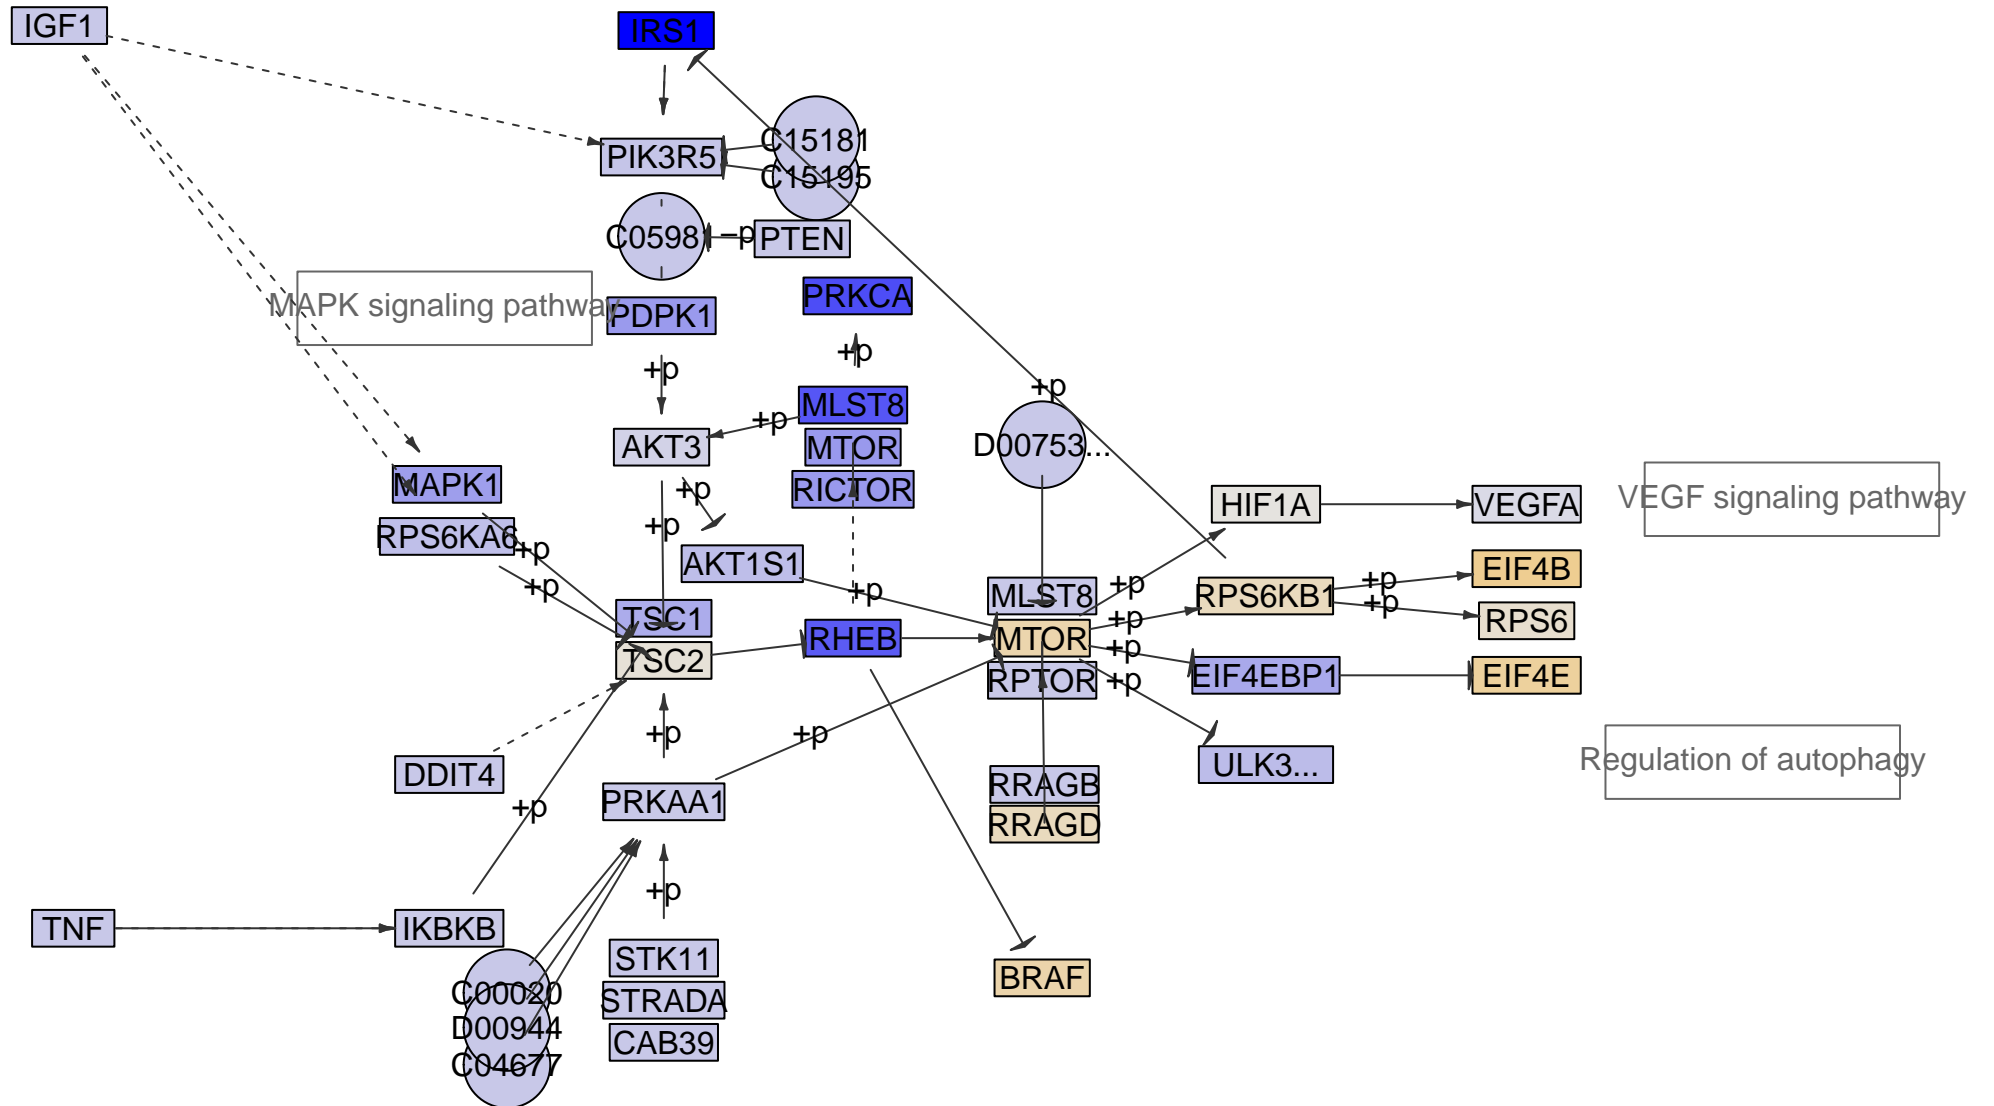 IGF1
IRS1
C15181
PIK3R5
C15195
C0598
-p
PTEN
PRKCA
MAPK signaling pathway
PDPK1
+p
+p
+p
MLST8
+p
AKT3
MTOR
D00753...
MAPK1
+p
RICTOR
HIF1A
VEGFA
VEGF signaling pathway
RPS6KA6
+p
+p
AKT1S1
EIF4B
+p
+p
+p
+p
MLST8
RPS6KB1
+p
TSC1
+p
RPS6
RHEB
MTOR
+p
TSC2
EIF4EBP1
EIF4E
RPTOR
+p
+p
+p
Regulation of autophagy
DDIT4
ULK3...
RRAGB
PRKAA1
+p
RRAGD
+p
TNF
IKBKB
STK11
BRAF
C00020
STRADA
D00944
CAB39
C04677